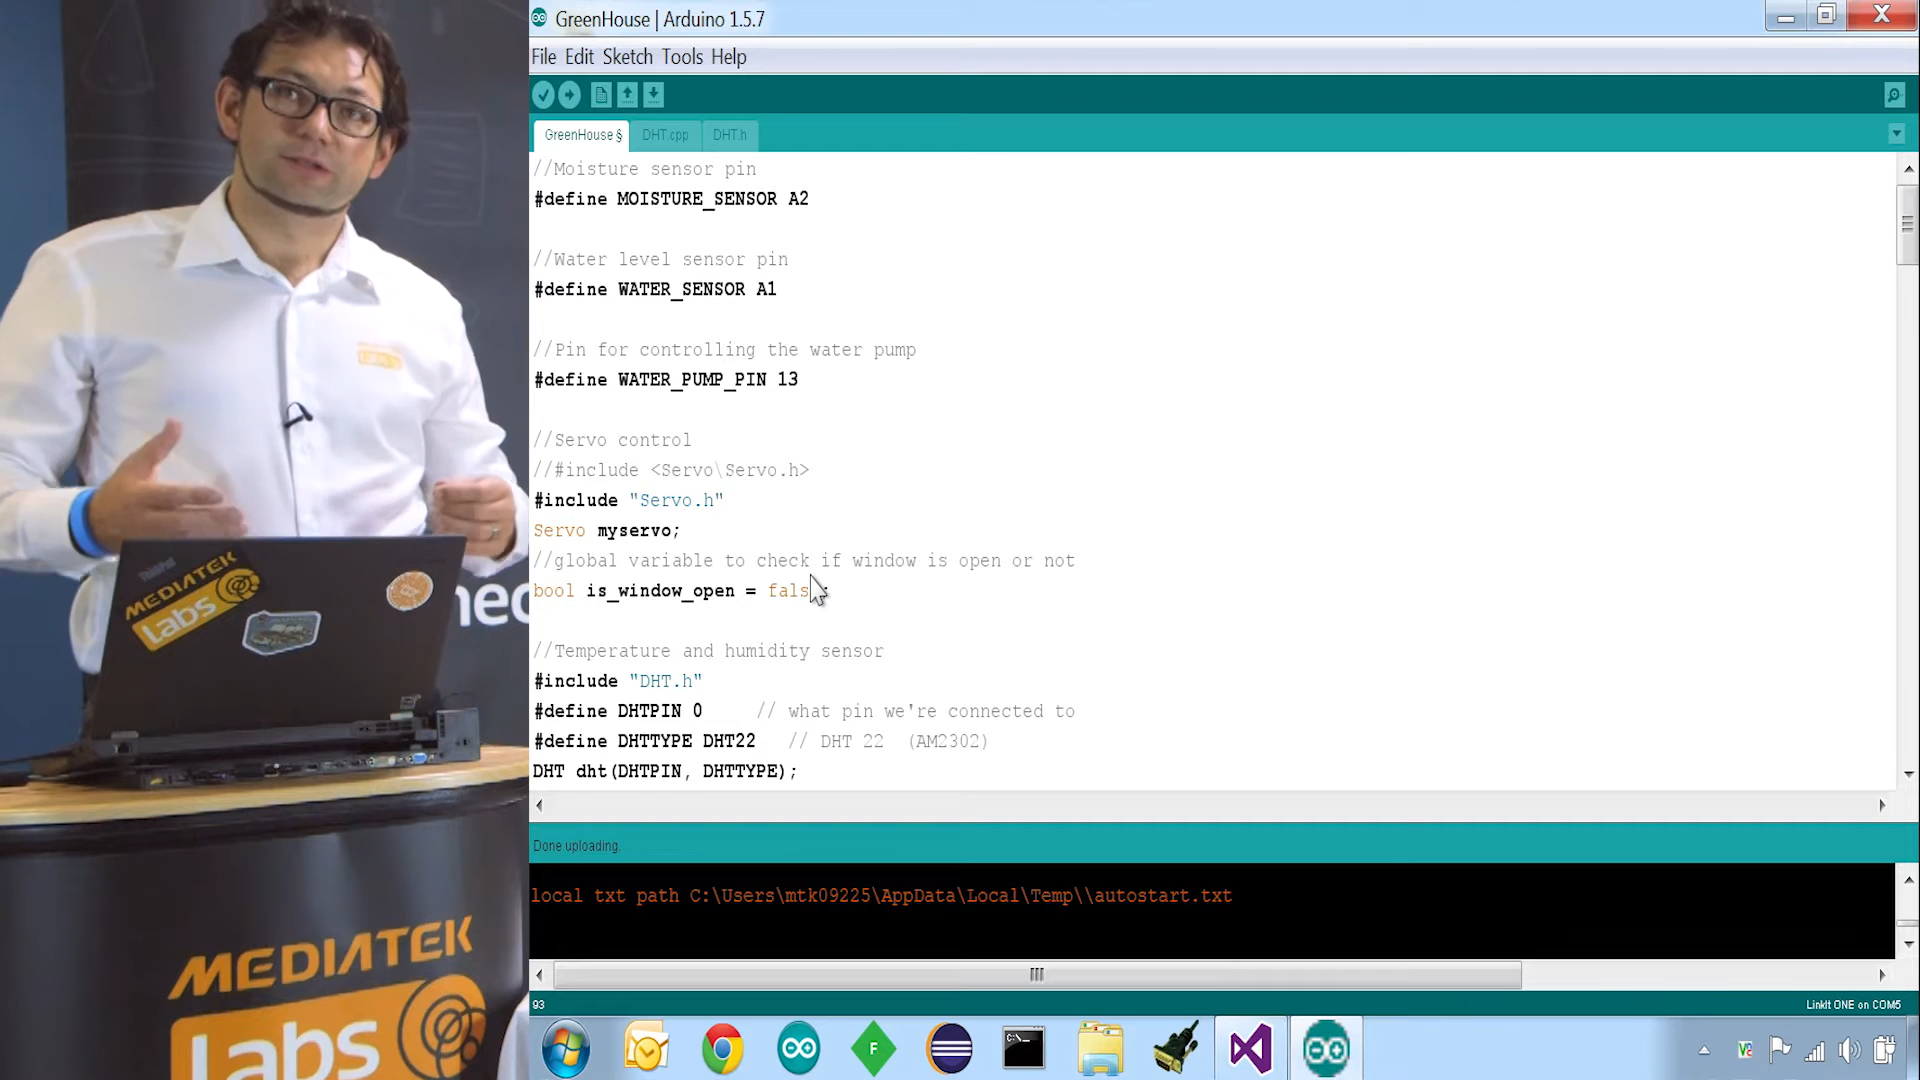 GreenHouse | Arduino 1.5.7
File Edit Sketch Tools Help
GreenHouse § DHT.cpp DHT.h
//Moisture sensor pin
#define MOISTURE_SENSOR A2
//Water level sensor pin
#define WATER_SENSOR A1
//Pin for controlling the water pump
#define WATER_PUMP_PIN 13
//Servo control
//#include <Servo\Servo.h>
#include "Servo.h"
Servo myservo;
//global variable to check if window is open or not
bool is_window_open = fals ;
//Temperature and humidity sensor
#include "DHT.h"
#define DHTPIN 0 // what pin we're connected to
#define DHTTYPE DHT22 // DHT 22 (AM2302)
DHT dht(DHTPIN, DHTTYPE);
Done uploading.
local txt path C:\Users\mtk09225\AppData\Local\Temp\\autostart.txt
93
LinkIt ONE on COM5
ThinkPad
MEDIATEK
labs
MEDIATEK
Labs
F
C:\_